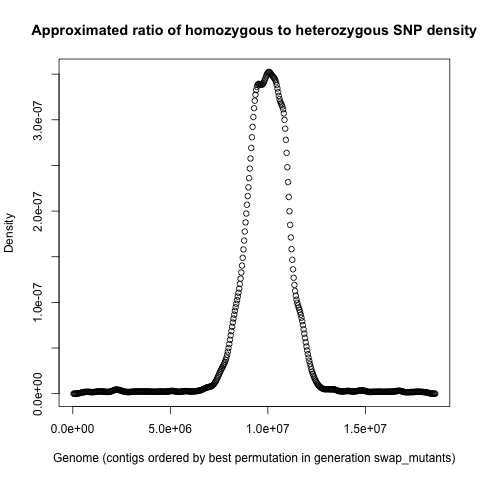 Approximated ratio of homozygous to heterozygous SNP density
3.0e-07
2.0e-07
1.0e-07
0.0e+00
Density
0.0e+00 5.0e+06 1.0e+07 1.5e+07
Genome (contigs ordered by best permutation in generation swap_mutants)